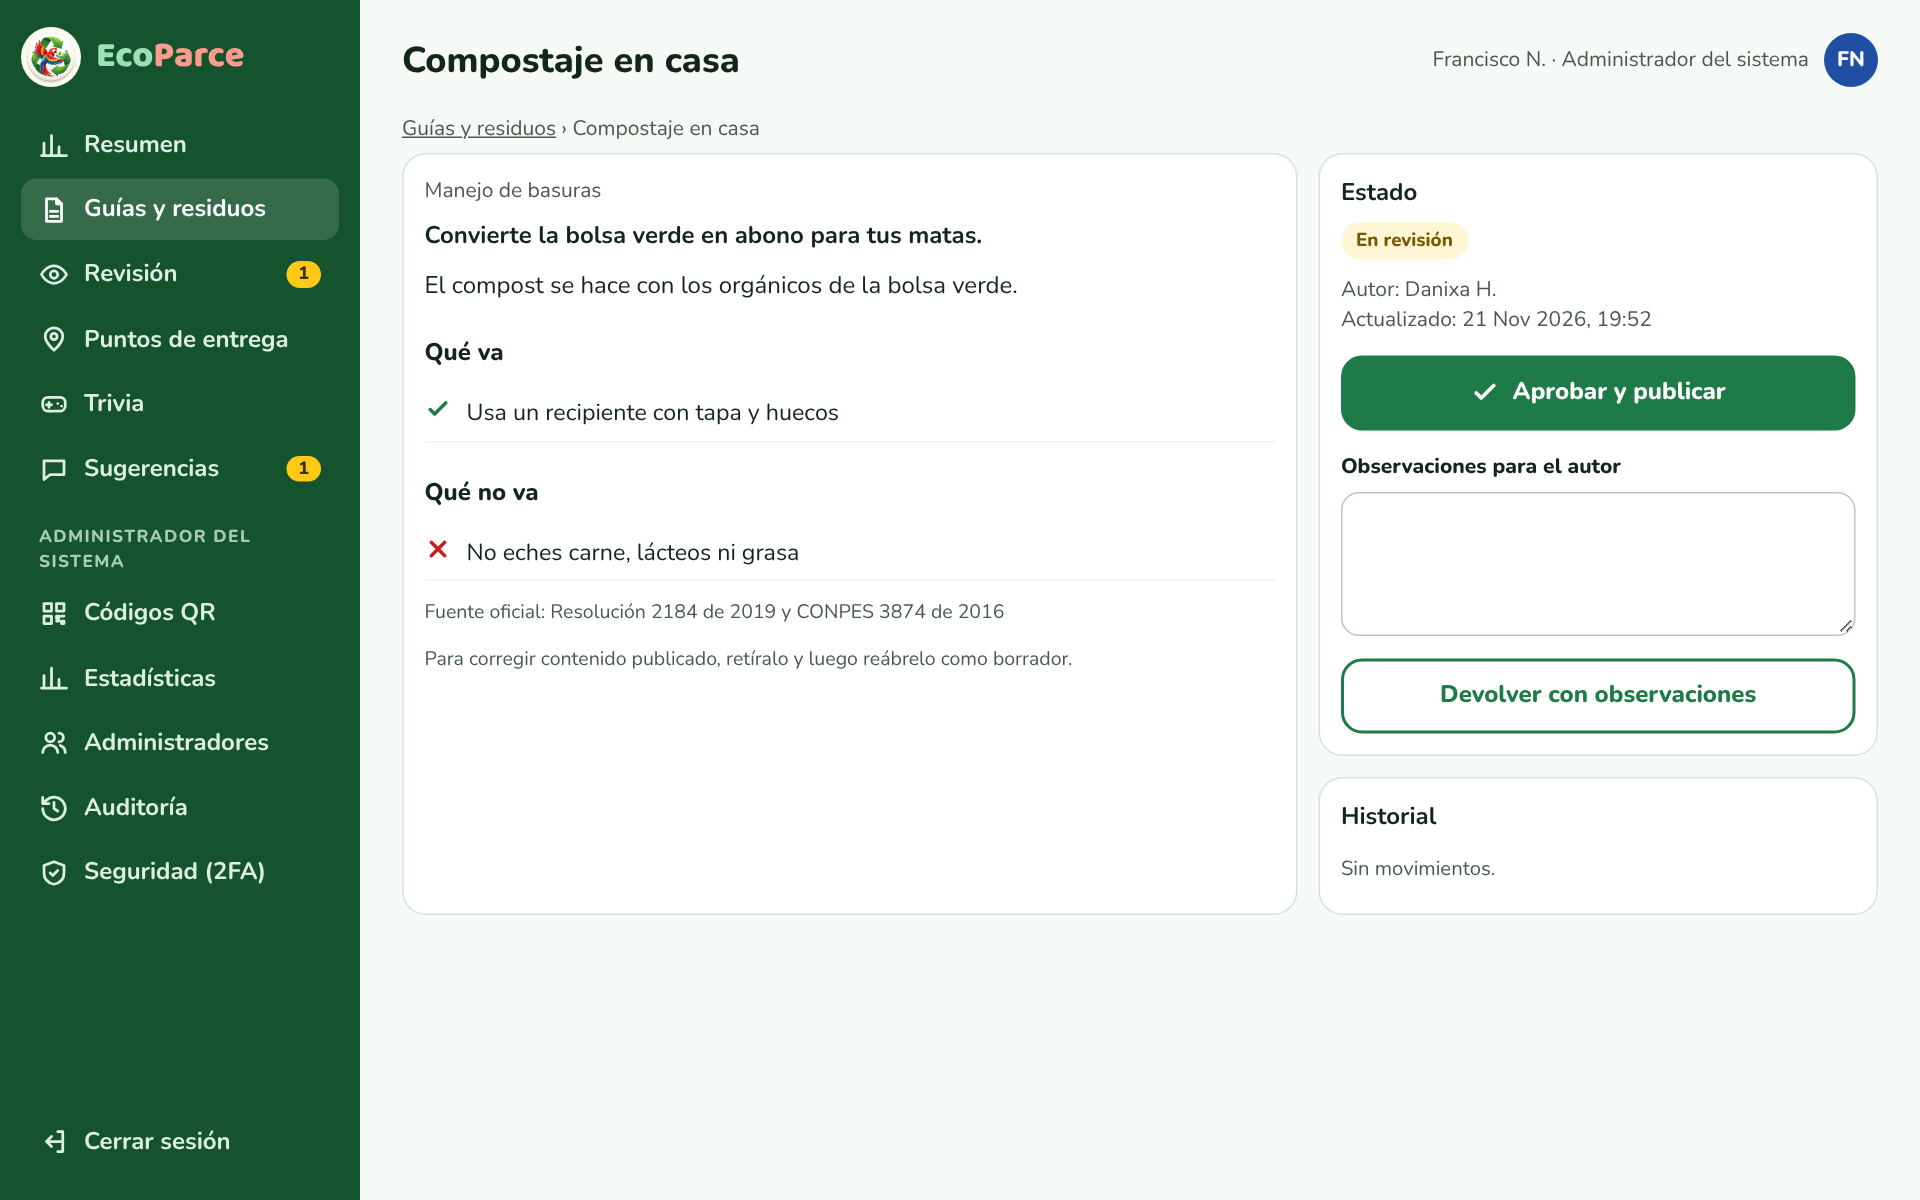 EcoParce
Resumen
Guías y residuos
Revisión 1
Puntos de entrega
Trivia
Sugerencias 1
ADMINISTRADOR DEL
SISTEMA
Códigos QR
Estadísticas
Administradores
Auditoría
Seguridad (2FA)
Cerrar sesión
Compostaje en casa
Francisco N. · Administrador del sistema FN
Guías y residuos › Compostaje en casa
Manejo de basuras
Convierte la bolsa verde en abono para tus matas.
El compost se hace con los orgánicos de la bolsa verde.
Qué va
Usa un recipiente con tapa y huecos
Qué no va
No eches carne, lácteos ni grasa
Fuente oficial: Resolución 2184 de 2019 y CONPES 3874 de 2016
Para corregir contenido publicado, retíralo y luego reábrelo como borrador.
Estado
En revisión
Autor: Danixa H.
Actualizado: 21 Nov 2026, 19:52
Aprobar y publicar
Observaciones para el autor
Devolver con observaciones
Historial
Sin movimientos.